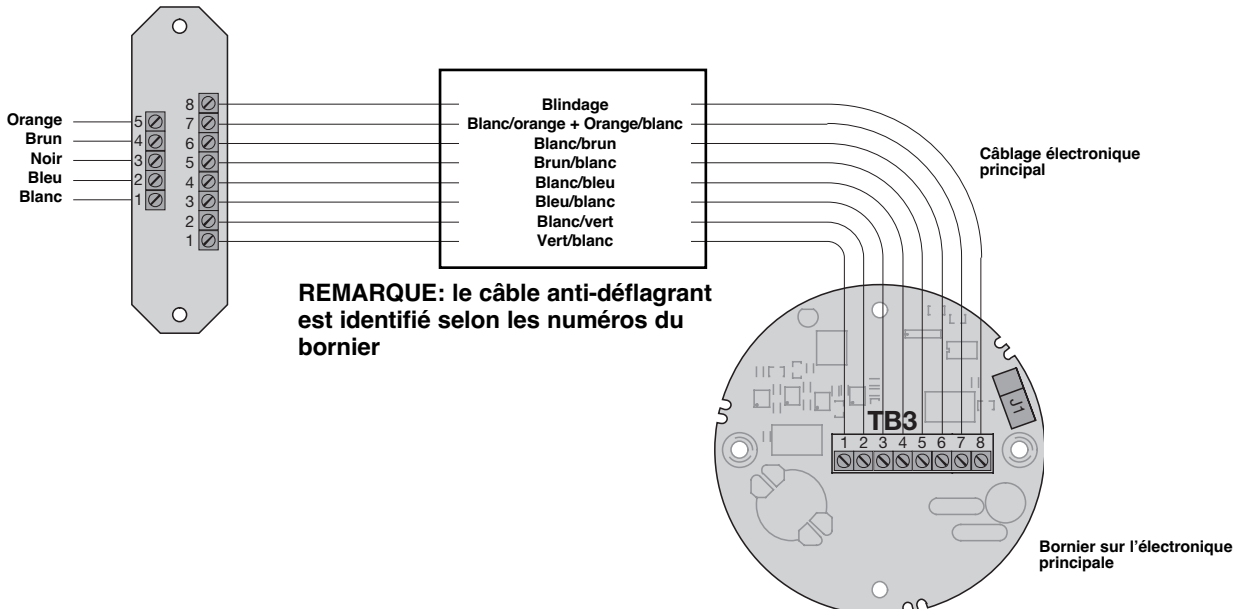 Orange
Brun
Noir
Bleu
Blanc
5
4
3
2
1
8
7
6
5
4
3
2
1
Blindage
Blanc/orange + Orange/blanc
Blanc/brun
Brun/blanc
Blanc/bleu
Bleu/blanc
Blanc/vert
Vert/blanc
Câblage électronique
principal
REMARQUE: le câble anti-déflagrant
est identifié selon les numéros du
bornier
J1
TB3
1 2 3 4 5 6 7 8
Bornier sur l'électronique
principale